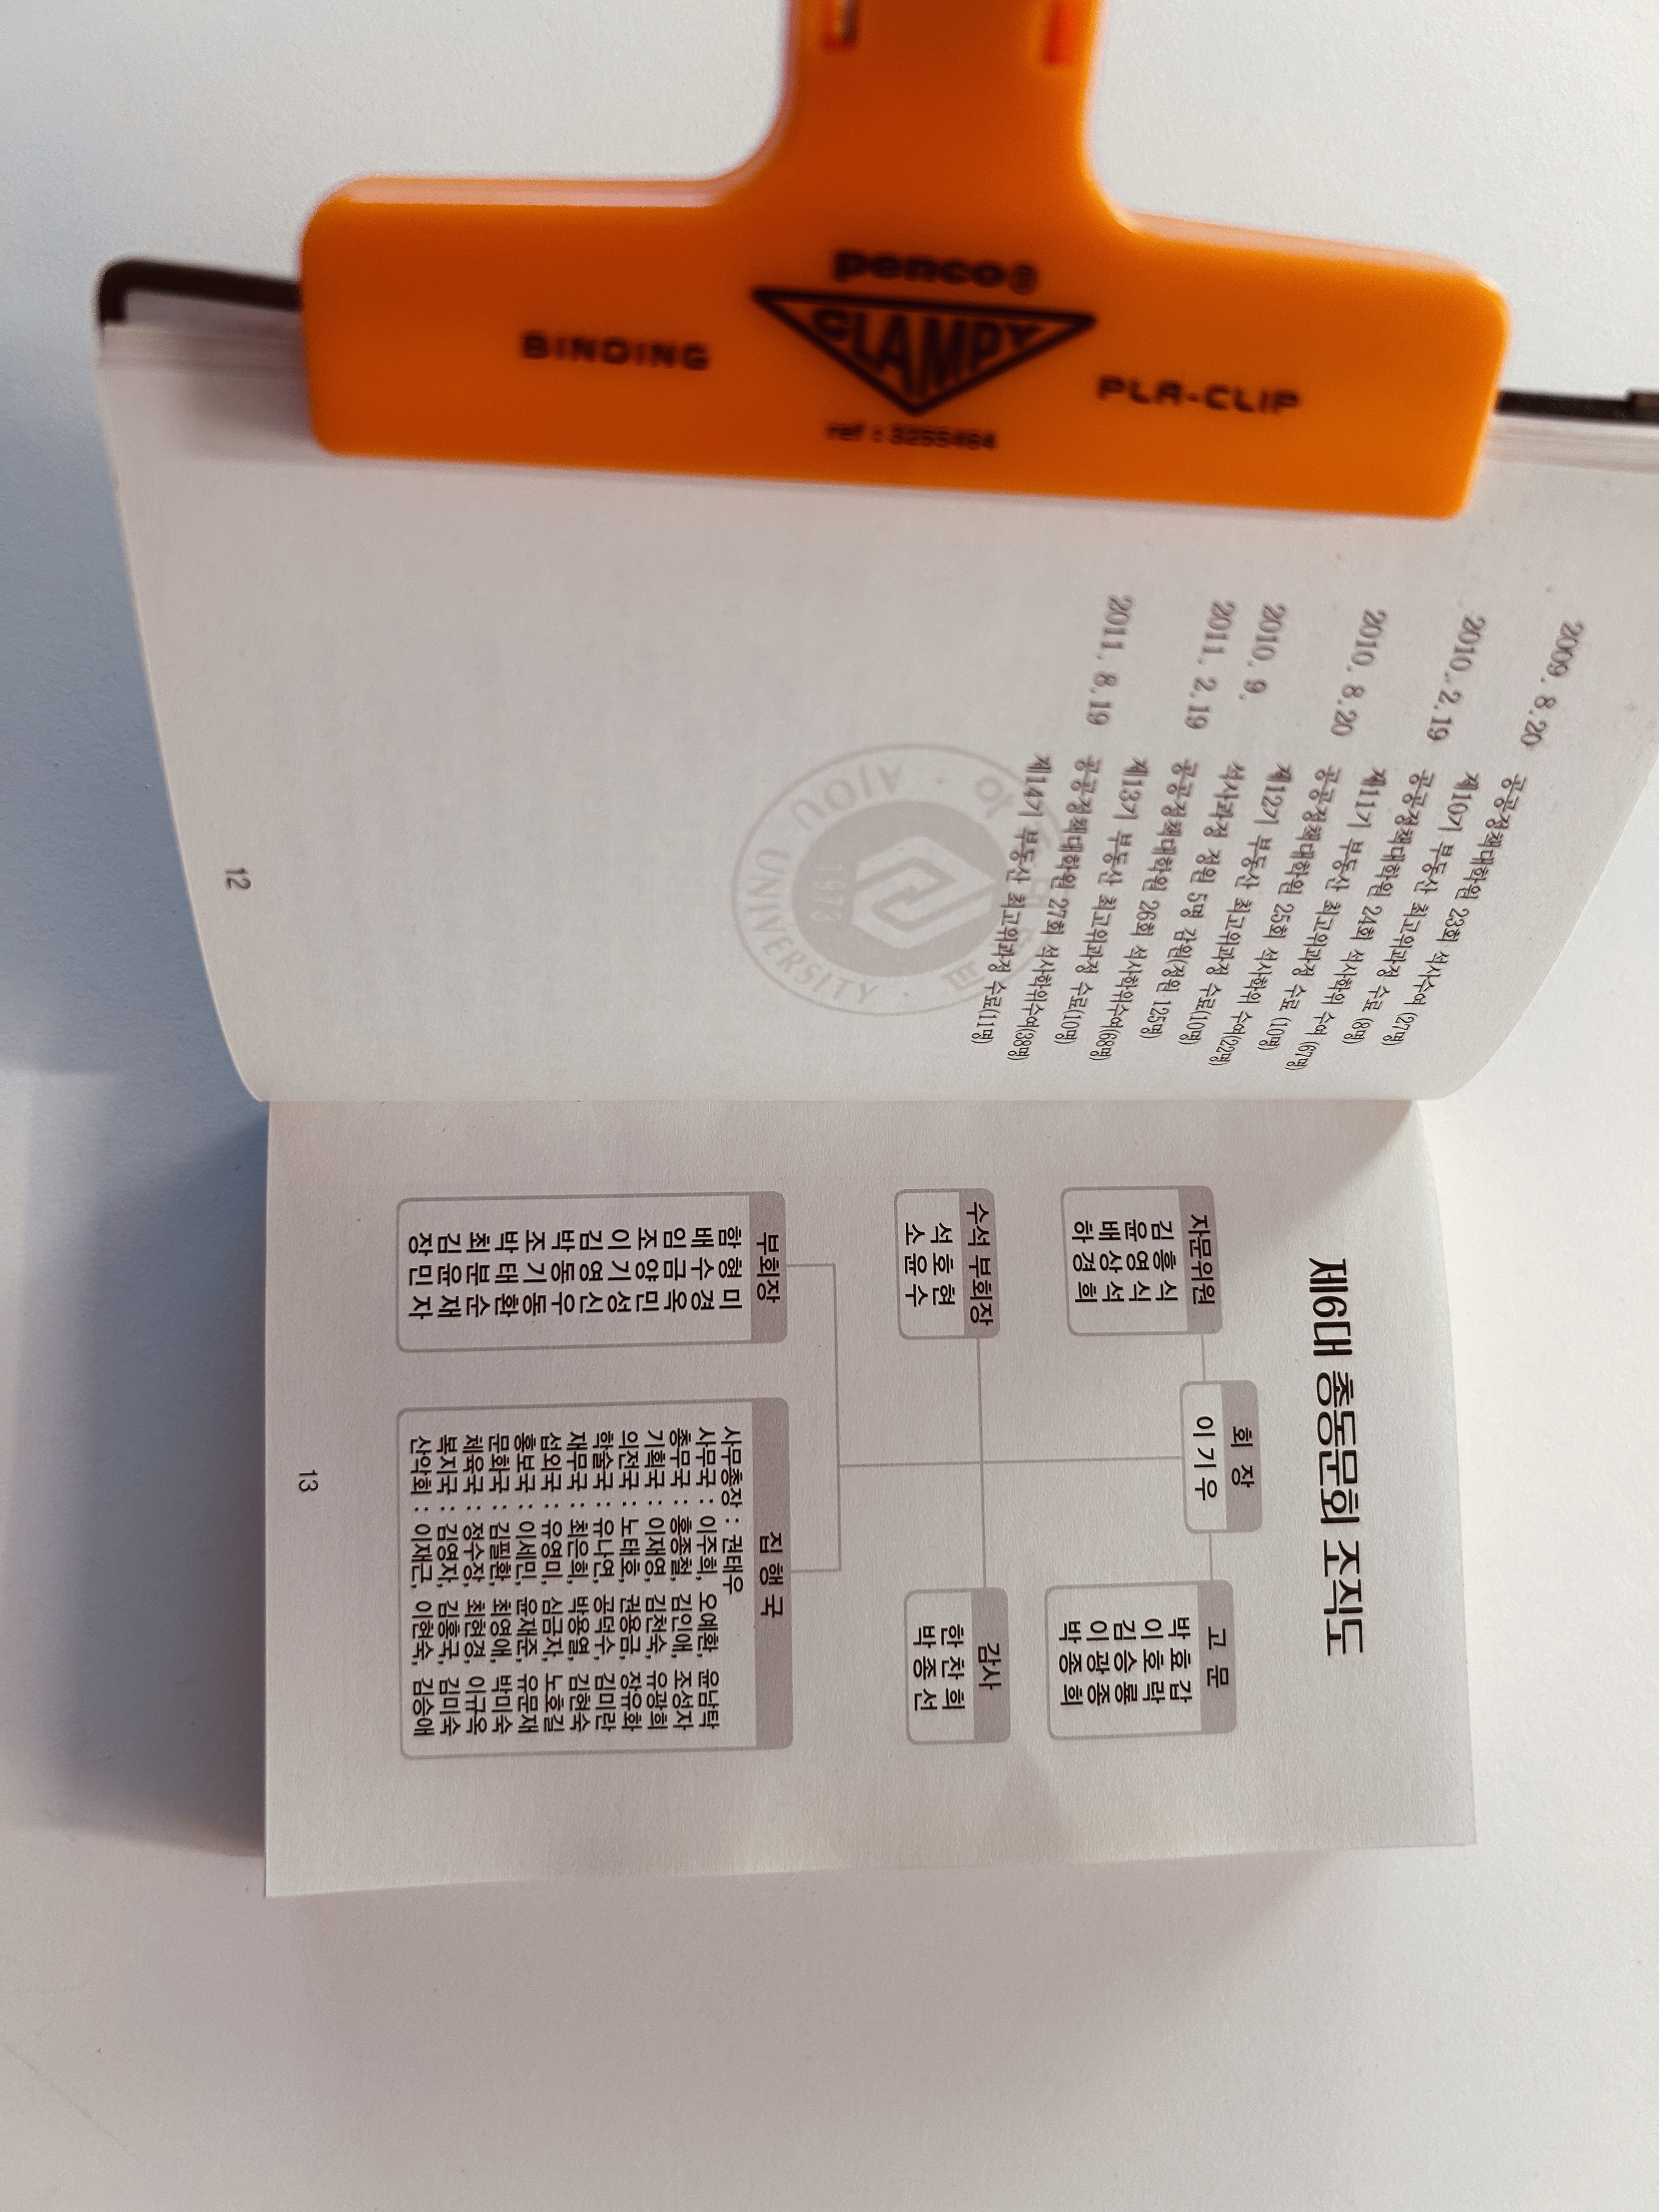 penco®
CLAMPY
BINDING
PLA-CLIP
ref : 3255464
2009. 8.20 공공정책대학원 23회 석사수여 (27명)
제10기 부동산 최고위과정 수료 (8명)
2010. 2.19 공공정책대학원 24회 석사학위 수여 (67명)
제11기 부동산 최고위과정 수료 (10명)
2010. 8.20 공공정책대학원 25회 석사학위 수여(22명)
제12기 부동산 최고위과정 수료(10명)
2010. 9. 석사과정 정원 5명 감원(정원 125명)
2011. 2.19 공공정책대학원 26회 석사학위수여(68명)
제13기 부동산 최고위과정 수료(10명)
2011. 8.19 공공정책대학원 27회 석사학위수여(38명)
제14기 부동산 최고위과정 수료(11명)
AJOU UNIVERSITY
1973
12
제6대 총동문회 조직도
회 장
이 기 우
자문위원
김 흥 식
윤 영 식
배 상 석
하 경 희
고 문
박 효 갑
이 호 락
김 승 룡
이 광 종
박 종 희
수석 부회장
석 호 현
소 윤 수
감사
한 찬 희
박 종 선
부회장
함 형 미
배 수 경
임 금 옥
조 양 민
이 기 성
김 영 신
박 동 우
조 기 동
박 태 환
최 분 순
김 윤 재
장 민 자
집 행 국
사무총장 : 권태우
사무국 : 이주희, 오예환, 윤남탁
총무국 : 홍종철, 김인애, 조성자
기획국 : 이재영, 김천숙, 유광희
의전국 : 노태호, 권용금, 장유화
학술국 : 유나연, 공덕수, 김미란
재무국 : 최은희, 박용열, 김현숙
섭외국 : 유영미, 심금자, 노호길
홍보국 : 이세민, 윤재준, 유문재
문화국 : 김필환, 최영애, 박미숙
체육국 : 정수장, 최현경, 이규옥
복지국 : 김영자, 김흥국, 김미숙
산악회 : 이재근, 이현숙, 김승애
13